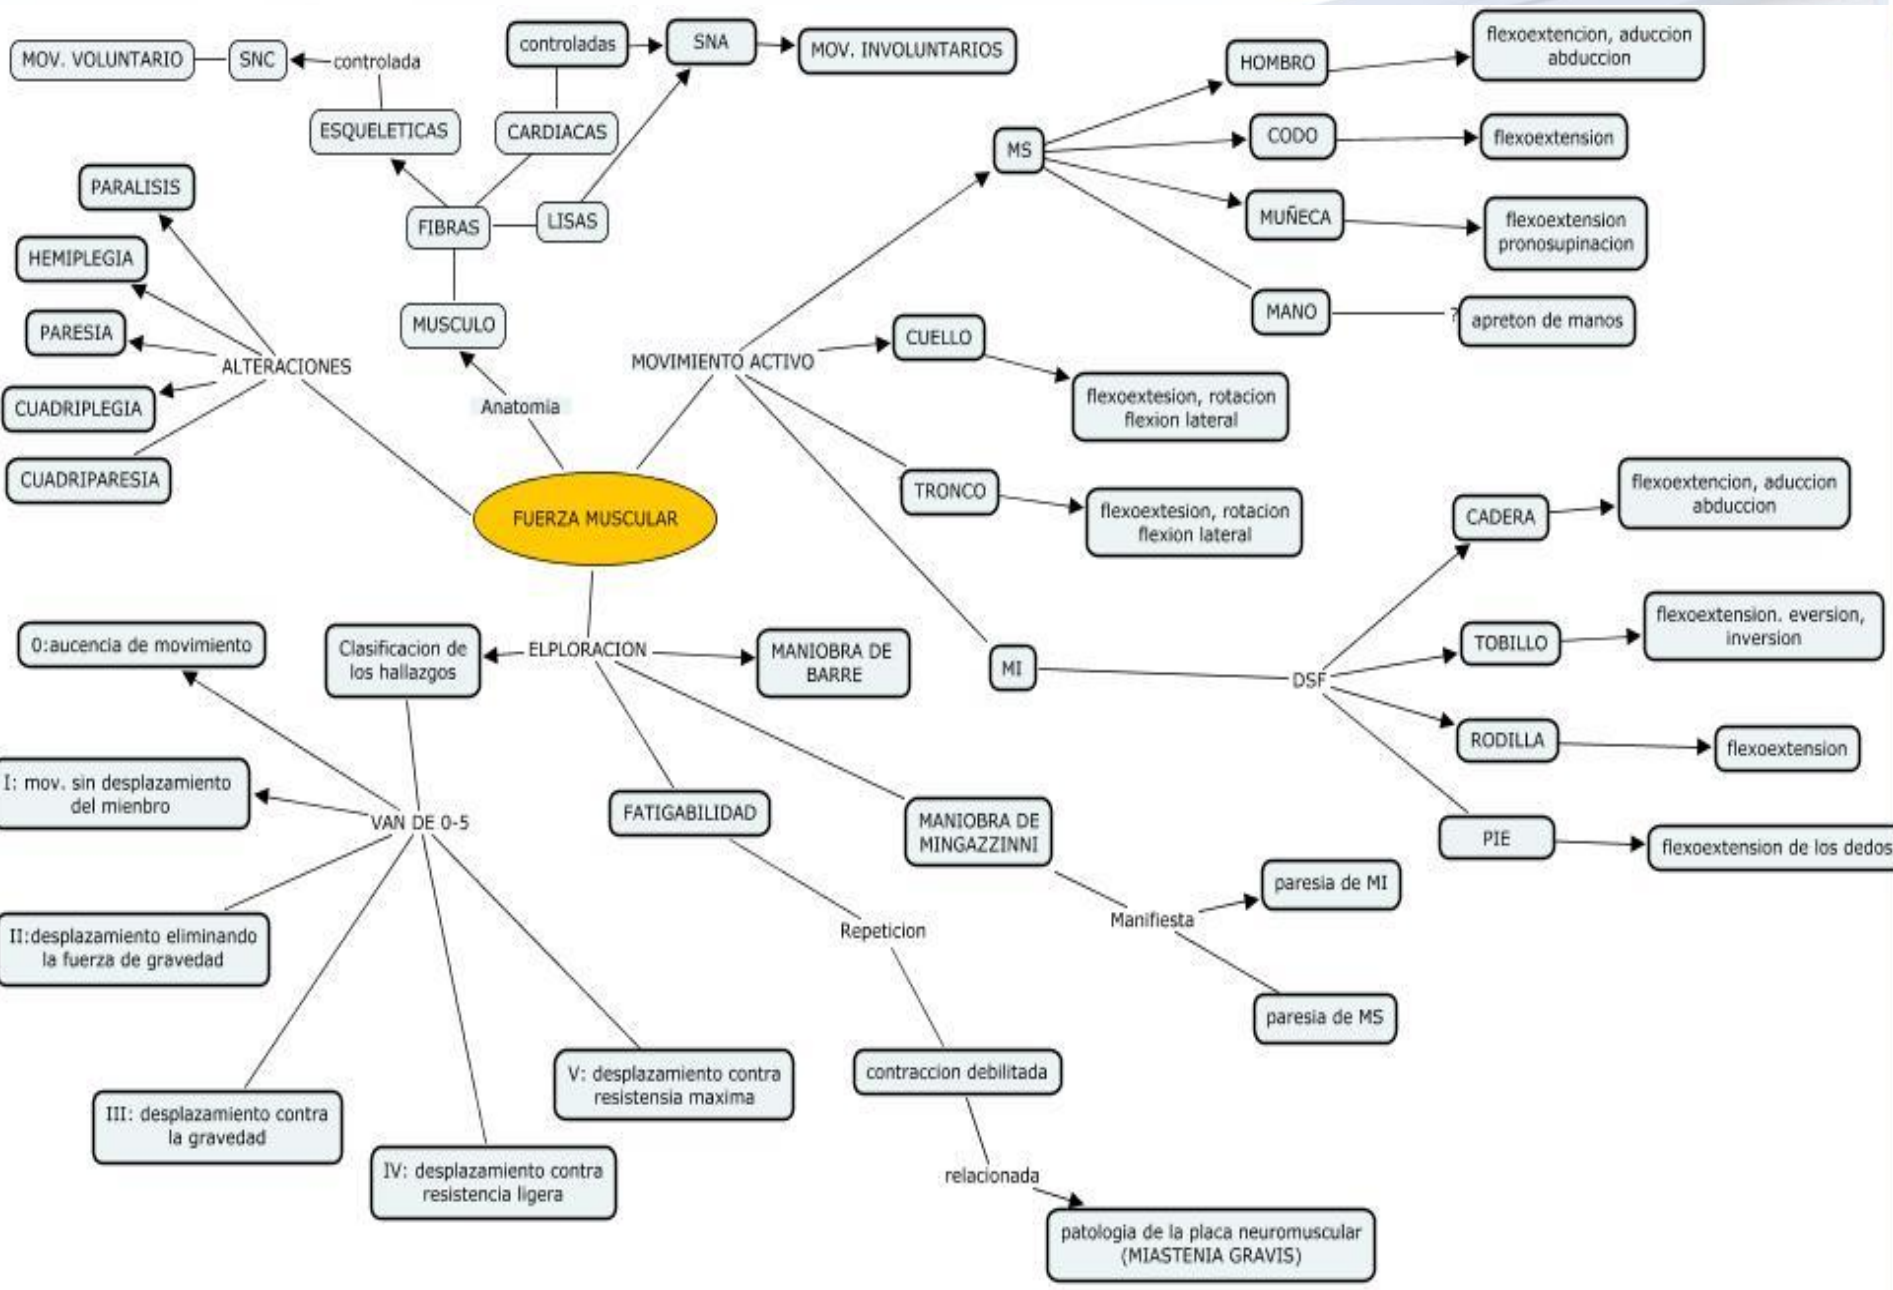 MOV. VOLUNTARIO
SNC
controlada
ESQUELETICAS
controladas
SNA
MOV. INVOLUNTARIOS
CARDIACAS
FIBRAS
LISAS
MUSCULO
Anatomia
PARALISIS
HEMIPLEGIA
PARESIA
CUADRIPLEGIA
CUADRIPARESIA
ALTERACIONES
FUERZA MUSCULAR
MOVIMIENTO ACTIVO
MS
HOMBRO
flexoextencion, aduccion
abduccion
CODO
flexoextension
MUÑECA
flexoextension
pronosupinacion
MANO
?
apreton de manos
CUELLO
flexoextesion, rotacion
flexion lateral
TRONCO
flexoextesion, rotacion
flexion lateral
MI
DSF
CADERA
flexoextencion, aduccion
abduccion
TOBILLO
flexoextension. eversion,
inversion
RODILLA
flexoextension
PIE
flexoextension de los dedos
ELPLORACION
Clasificacion de
los hallazgos
MANIOBRA DE
BARRE
VAN DE 0-5
0:aucencia de movimiento
I: mov. sin desplazamiento
del mienbro
II:desplazamiento eliminando
la fuerza de gravedad
III: desplazamiento contra
la gravedad
IV: desplazamiento contra
resistencia ligera
V: desplazamiento contra
resistensia maxima
FATIGABILIDAD
Repeticion
contraccion debilitada
relacionada
patologia de la placa neuromuscular
(MIASTENIA GRAVIS)
MANIOBRA DE
MINGAZZINNI
Manifiesta
paresia de MI
paresia de MS